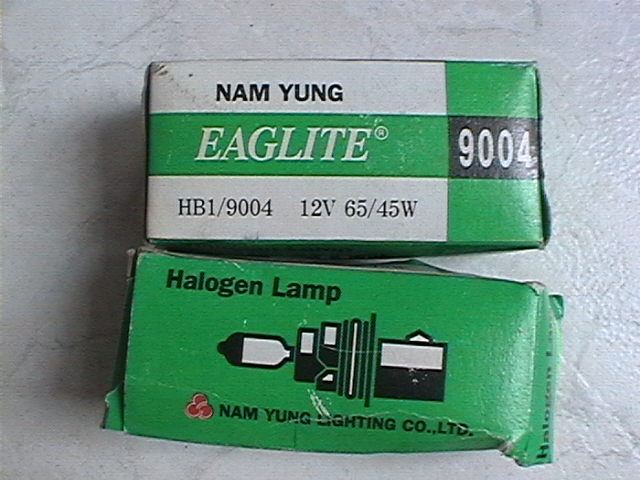 NAM YUNG
EAGLITE®
9004
HB1/9004 12V 65/45W
Halogen Lamp
NAM YUNG LIGHTING CO.,LTD.
Halogen L